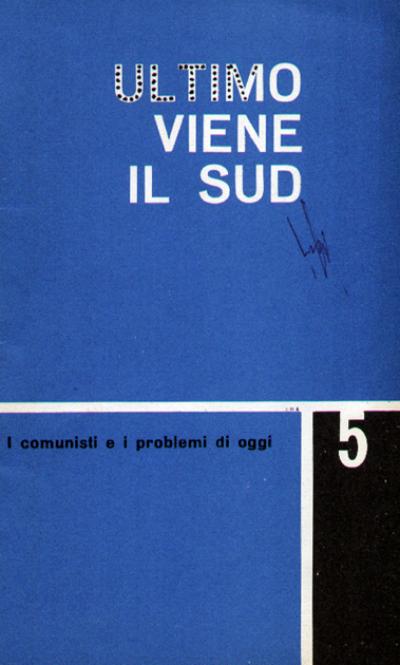 ULTIMO
VIENE
IL SUD
I comunisti e i problemi di oggi
5